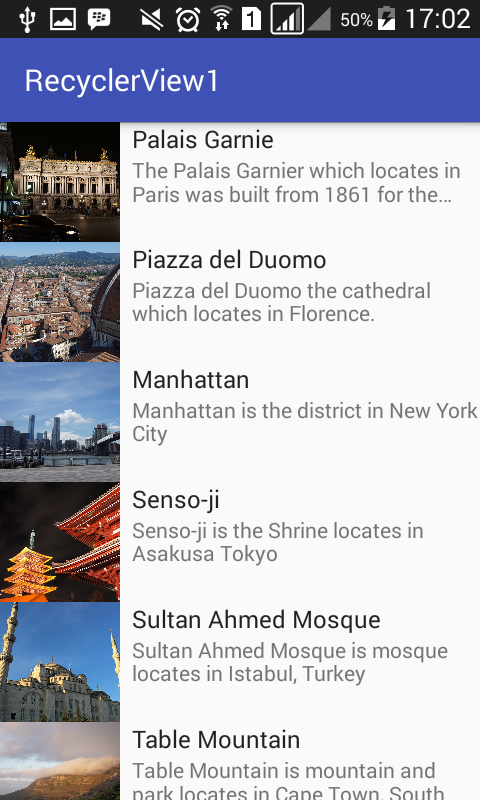 1 50% 17:02
RecyclerView1
Palais Garnie
The Palais Garnier which locates in
Paris was built from 1861 for the…
Piazza del Duomo
Piazza del Duomo the cathedral
which locates in Florence.
Manhattan
Manhattan is the district in New York
City
Senso-ji
Senso-ji is the Shrine locates in
Asakusa Tokyo
Sultan Ahmed Mosque
Sultan Ahmed Mosque is mosque
locates in Istabul, Turkey
Table Mountain
Table Mountain is mountain and
park locates in Cape Town, South